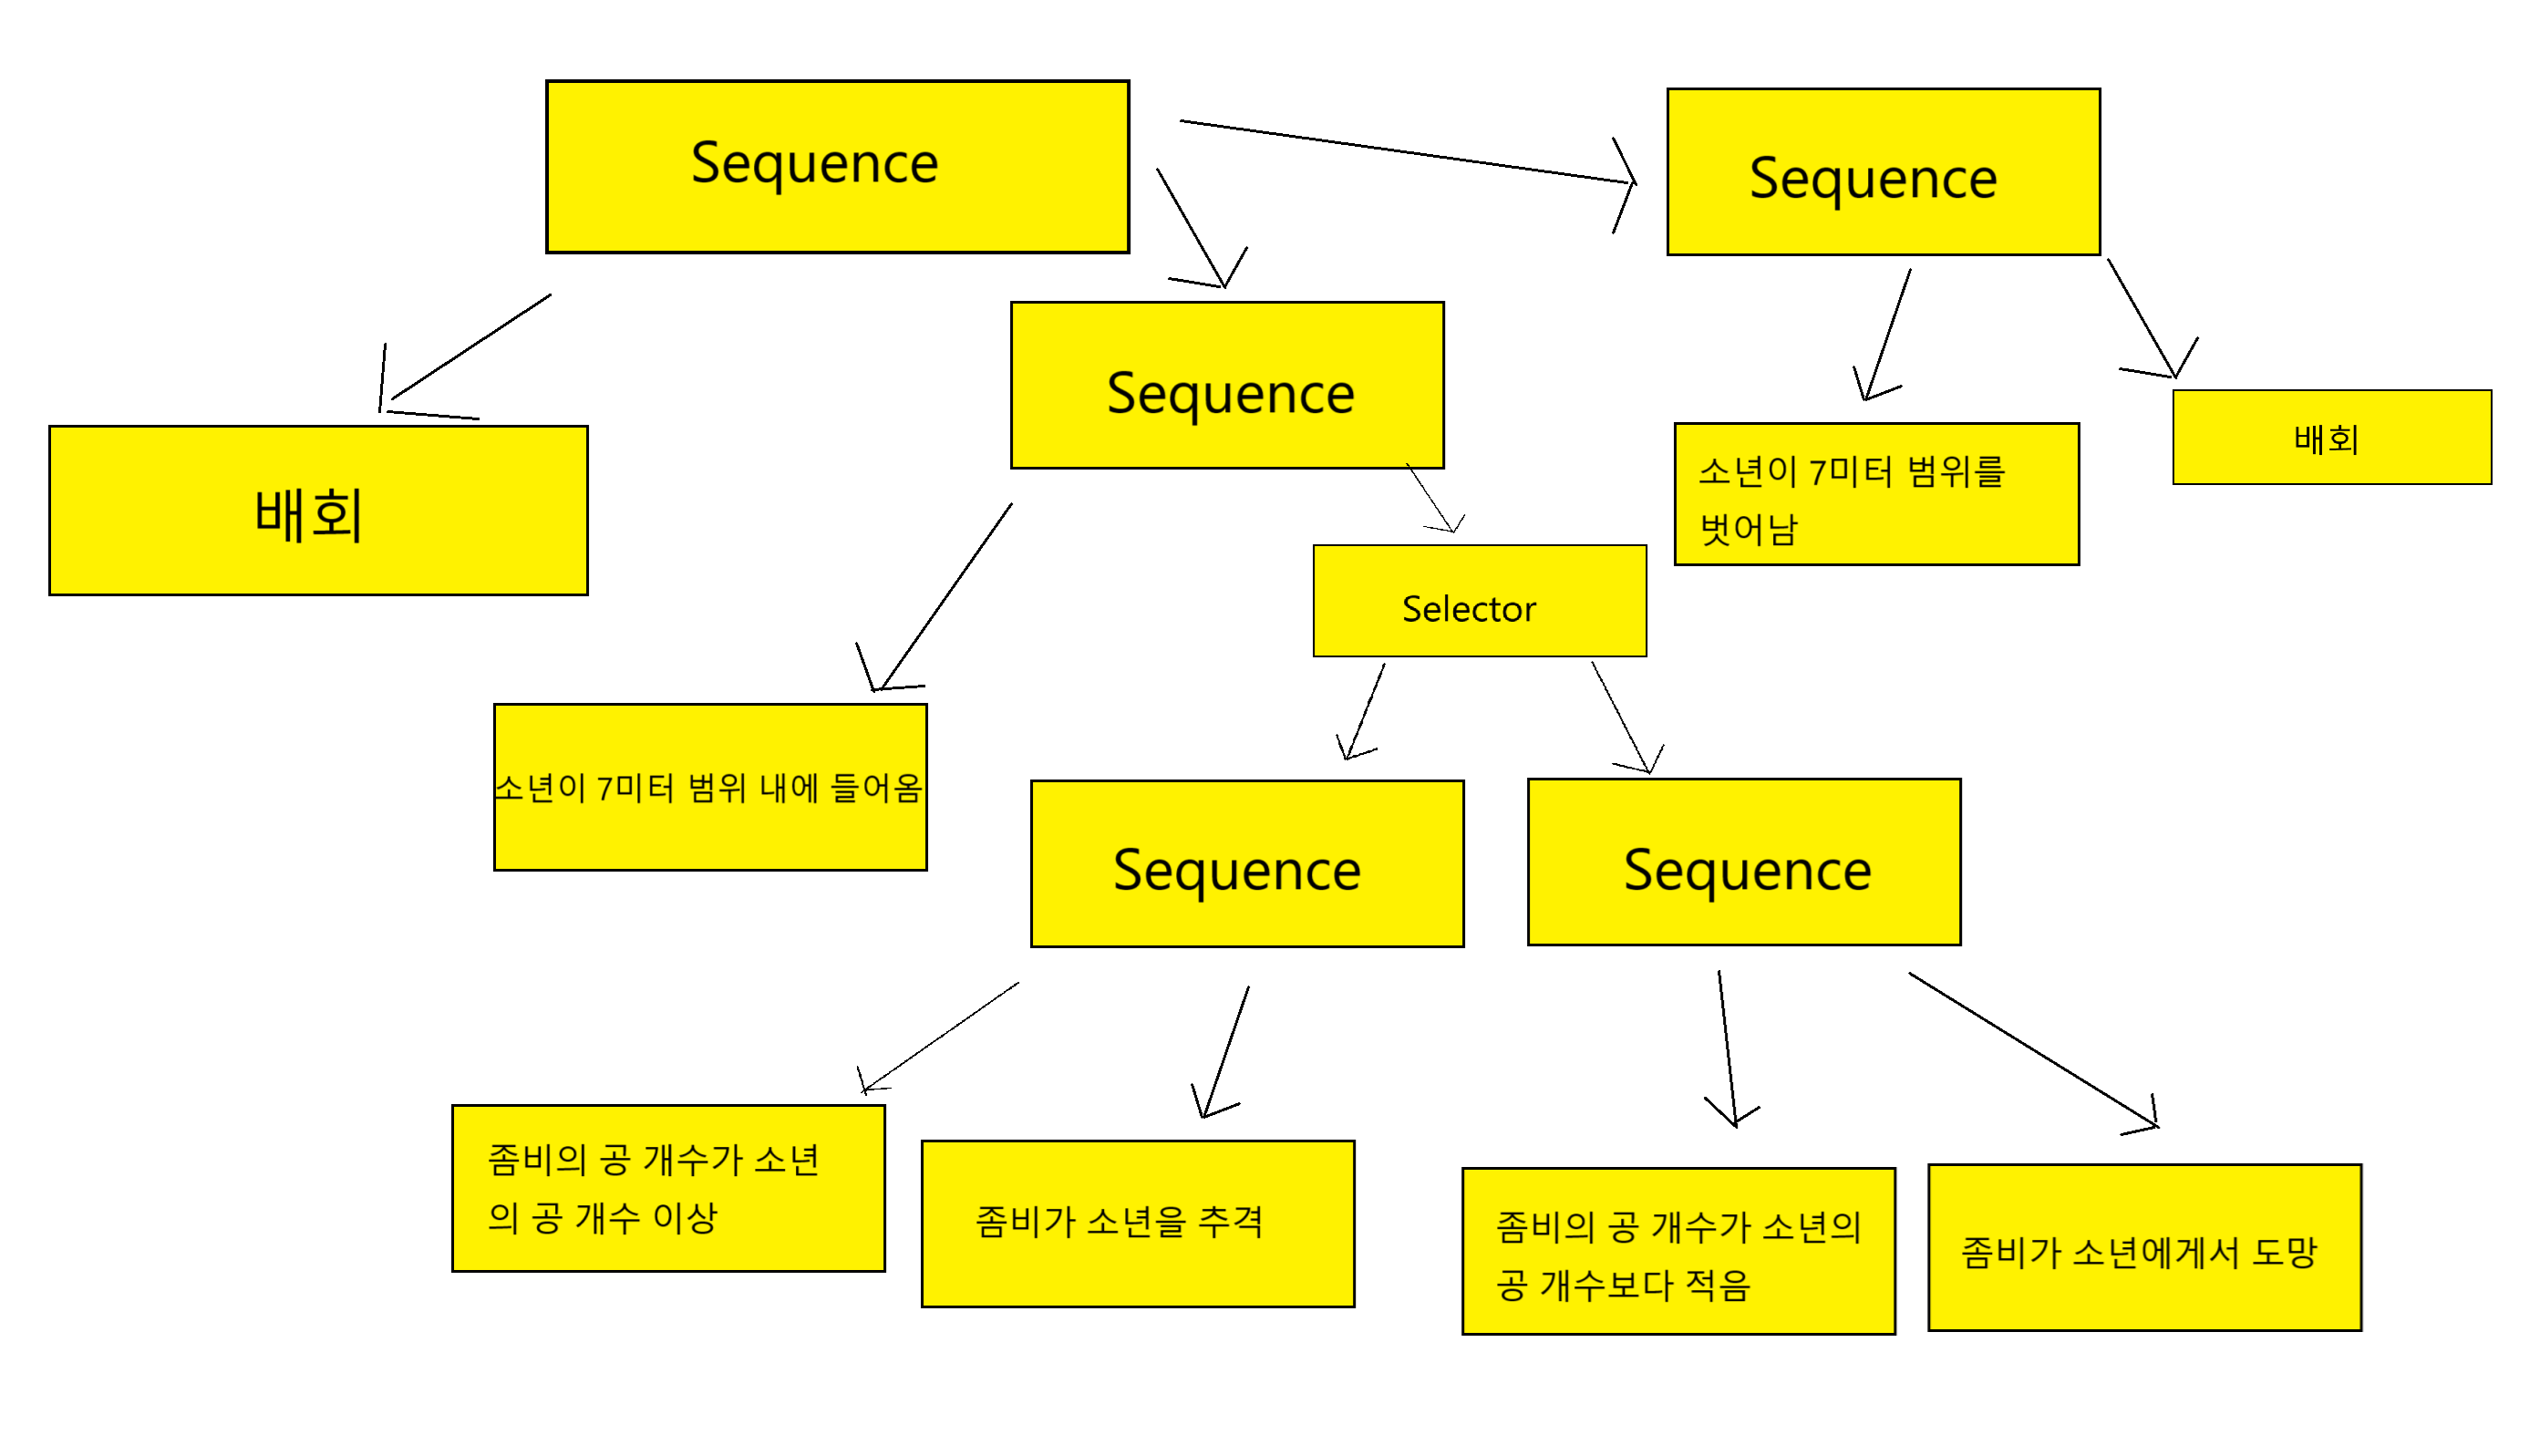 Sequence
Sequence
Sequence
배회
소년이 7미터 범위를
벗어남
배회
Selector
소년이 7미터 범위 내에 들어옴
Sequence
Sequence
좀비의 공 개수가 소년
의 공 개수 이상
좀비가 소년을 추격
좀비의 공 개수가 소년의
공 개수보다 적음
좀비가 소년에게서 도망